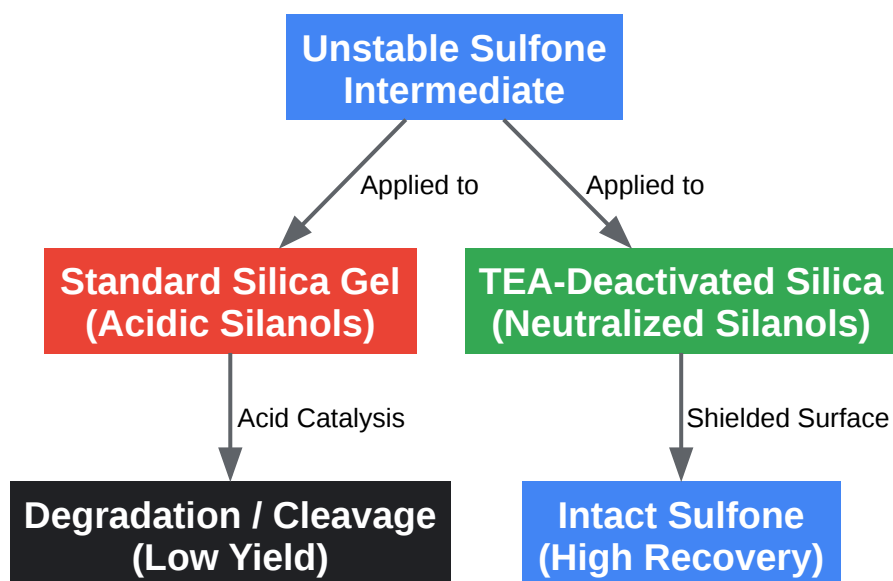 Unstable Sulfone
Intermediate
Applied to
Applied to
Standard Silica Gel
(Acidic Silanols)
TEA-Deactivated Silica
(Neutralized Silanols)
Acid Catalysis
Shielded Surface
Degradation / Cleavage
(Low Yield)
Intact Sulfone
(High Recovery)